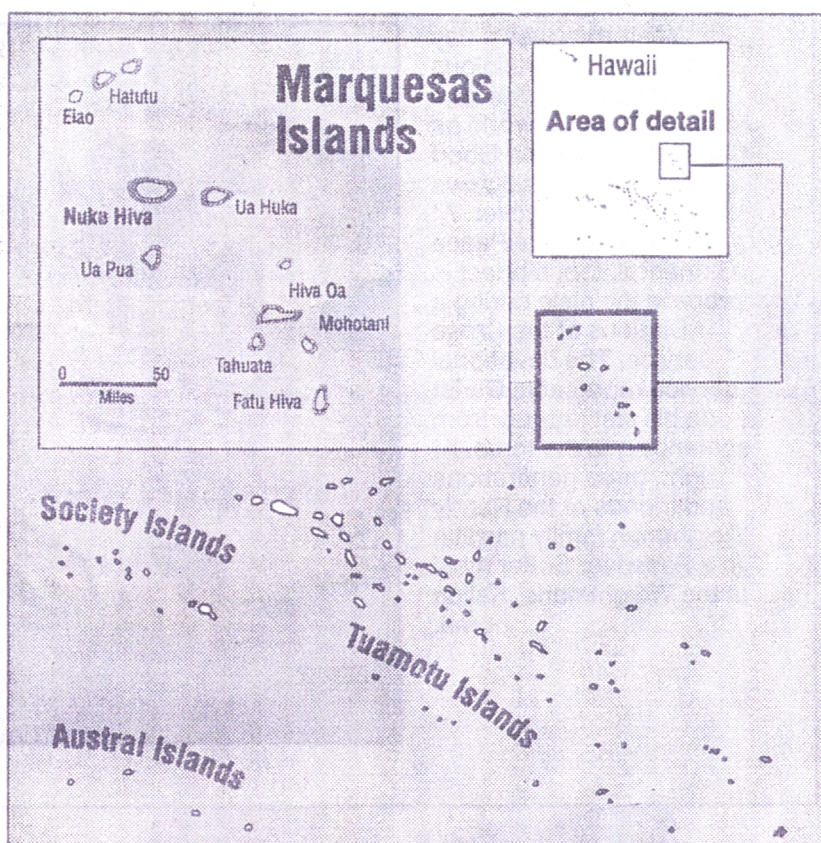 Marquesas
Islands
Hatutu
Eiao
Nuku Hiva
Ua Huka
Ua Pua
Hiva Oa
Mohotani
Tahuata
Fatu Hiva
0 50
Miles
Hawaii
Area of detail
Society Islands
Tuamotu Islands
Austral Islands